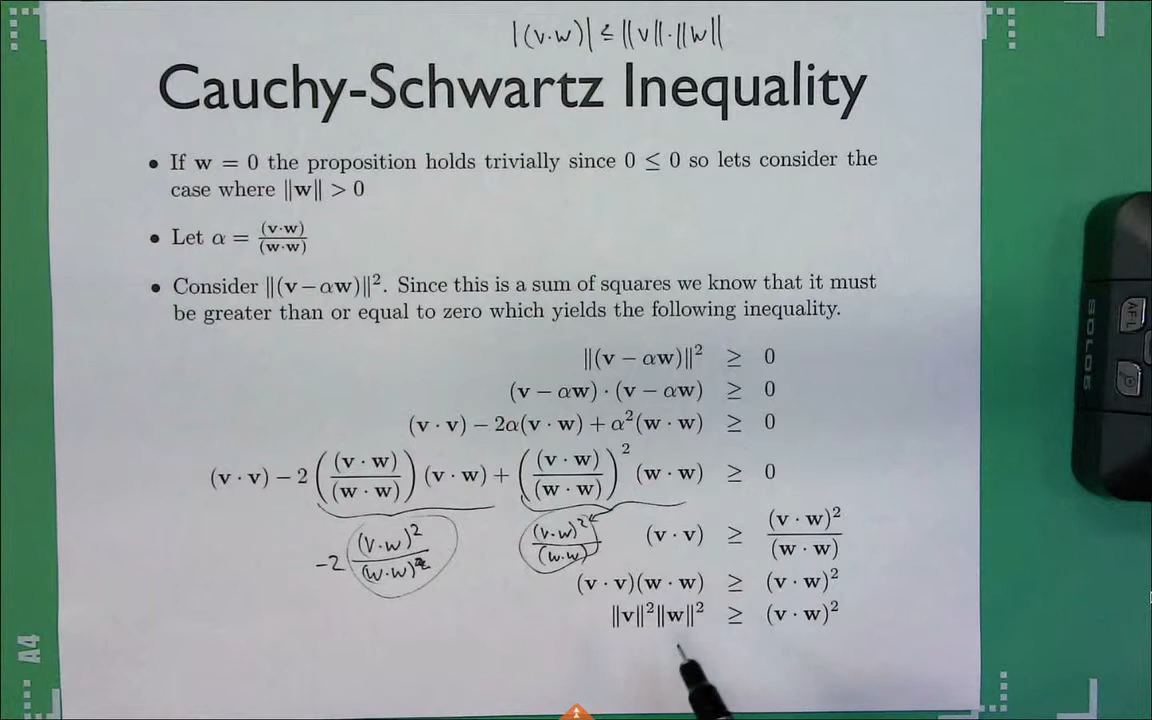 |(v·w)| ≤ ||v||·||w||
Cauchy-Schwartz Inequality
• If w = 0 the proposition holds trivially since 0 ≤ 0 so lets consider the
case where ‖w‖ > 0
• Let α = (v·w)/(w·w)
• Consider ‖(v−αw)‖². Since this is a sum of squares we know that it must
be greater than or equal to zero which yields the following inequality.
‖(v − αw)‖² ≥ 0
(v − αw) · (v − αw) ≥ 0
(v · v) − 2α(v · w) + α²(w · w) ≥ 0
(v · v) − 2((v · w)/(w · w))(v · w) + ((v · w)/(w · w))²(w · w) ≥ 0
-2 (v·w)²/(w·w) (v·w)²/(w·w) (v · v) ≥ (v · w)²/(w · w)
(v · v)(w · w) ≥ (v · w)²
‖v‖²‖w‖² ≥ (v · w)²
A4
AF-L